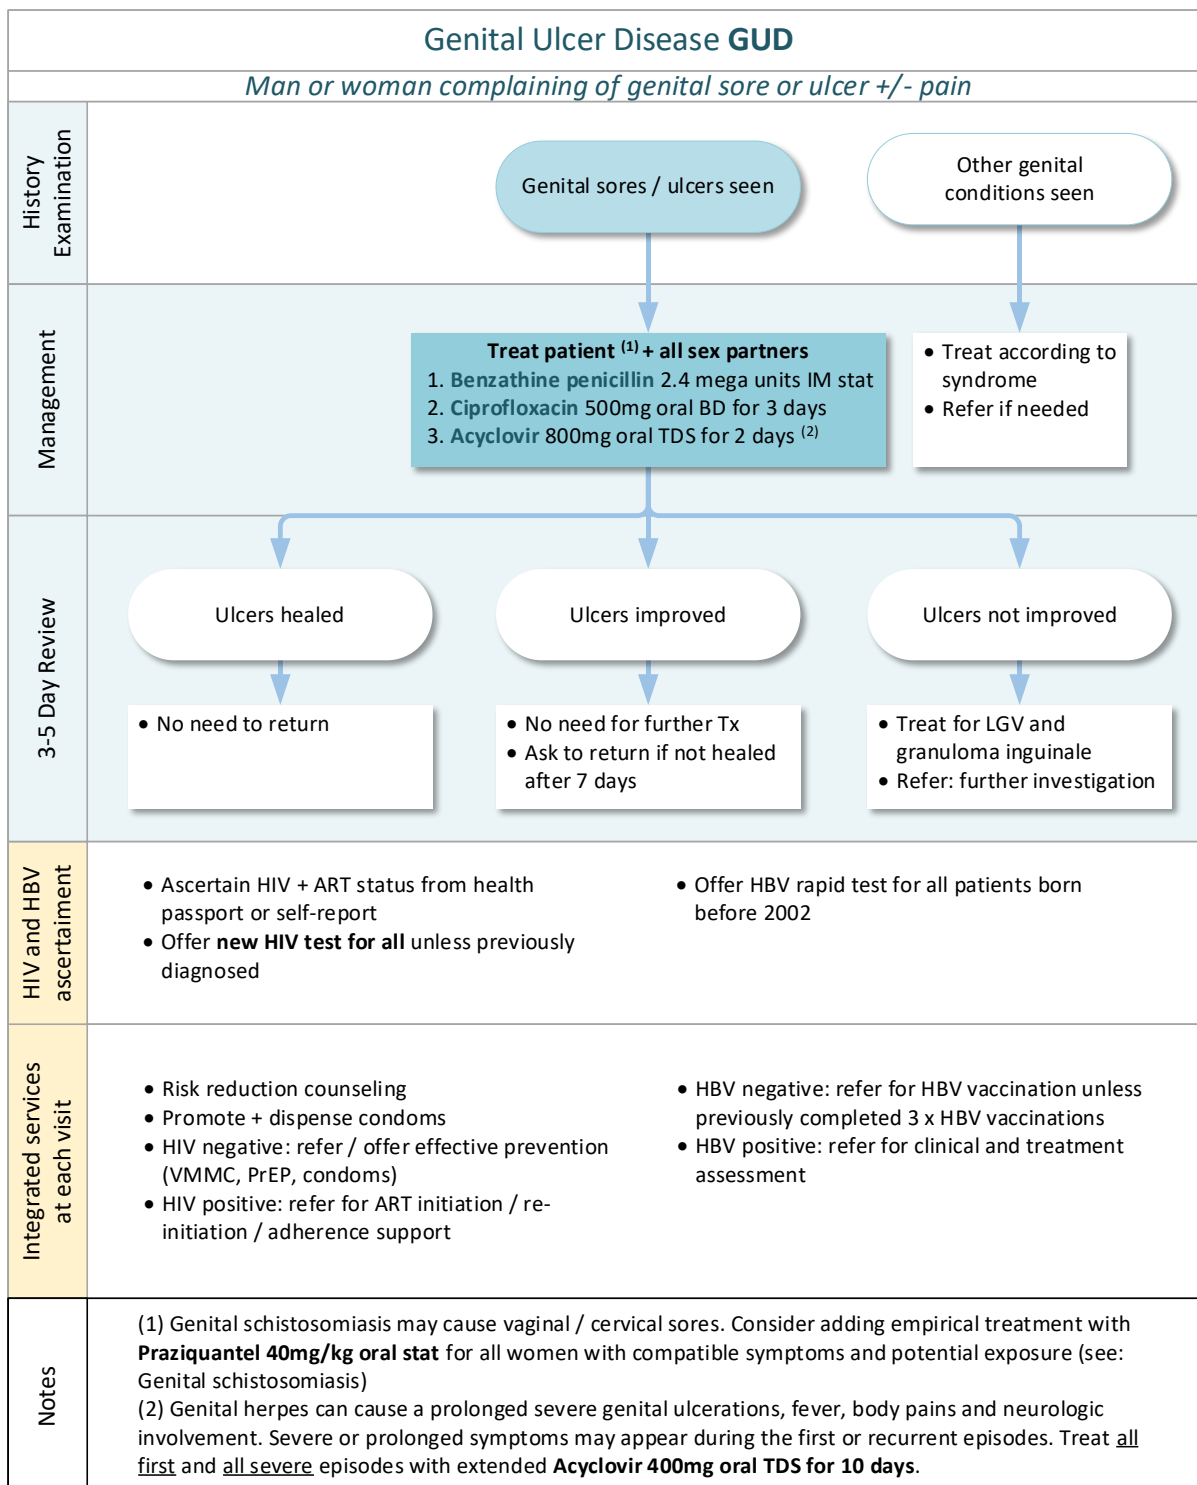 Genital Ulcer Disease GUD
Man or woman complaining of genital sore or ulcer +/- pain
History
Examination
Genital sores / ulcers seen
Other genital
conditions seen
Management
Treat patient (1) + all sex partners
1. Benzathine penicillin 2.4 mega units IM stat
2. Ciprofloxacin 500mg oral BD for 3 days
3. Acyclovir 800mg oral TDS for 2 days (2)
• Treat according to
syndrome
• Refer if needed
3-5 Day Review
Ulcers healed
Ulcers improved
Ulcers not improved
• No need to return
• No need for further Tx
• Ask to return if not healed
after 7 days
• Treat for LGV and
granuloma inguinale
• Refer: further investigation
HIV and HBV
ascertaiment
• Ascertain HIV + ART status from health
passport or self-report
• Offer new HIV test for all unless previously
diagnosed
• Offer HBV rapid test for all patients born
before 2002
Integrated services
at each visit
• Risk reduction counseling
• Promote + dispense condoms
• HIV negative: refer / offer effective prevention
(VMMC, PrEP, condoms)
• HIV positive: refer for ART initiation / re-
initiation / adherence support
• HBV negative: refer for HBV vaccination unless
previously completed 3 x HBV vaccinations
• HBV positive: refer for clinical and treatment
assessment
Notes
(1) Genital schistosomiasis may cause vaginal / cervical sores. Consider adding empirical treatment with
Praziquantel 40mg/kg oral stat for all women with compatible symptoms and potential exposure (see:
Genital schistosomiasis)
(2) Genital herpes can cause a prolonged severe genital ulcerations, fever, body pains and neurologic
involvement. Severe or prolonged symptoms may appear during the first or recurrent episodes. Treat all
first and all severe episodes with extended Acyclovir 400mg oral TDS for 10 days.